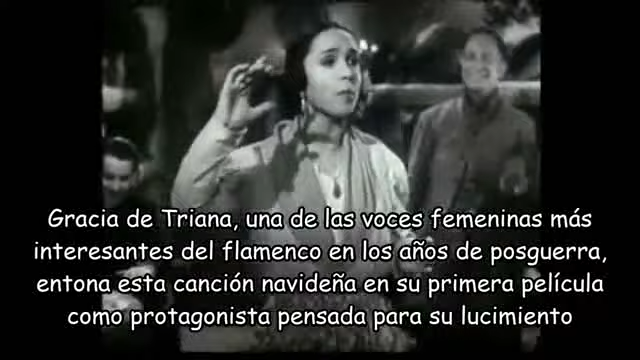 Gracia de Triana, una de las voces femeninas más
interesantes del flamenco en los años de posguerra,
entona esta canción navideña en su primera película
como protagonista pensada para su lucimiento